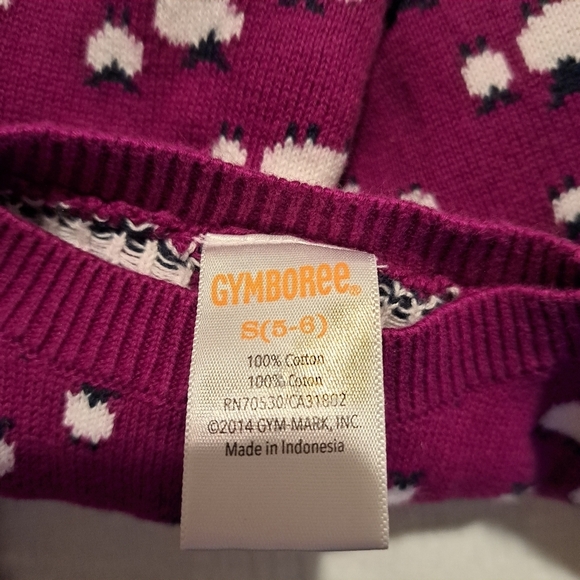 GYMBOREE®
S(5-6)
100% Cotton
100% Coton
RN70530/CA31802
©2014 GYM-MARK, INC.
Made in Indonesia